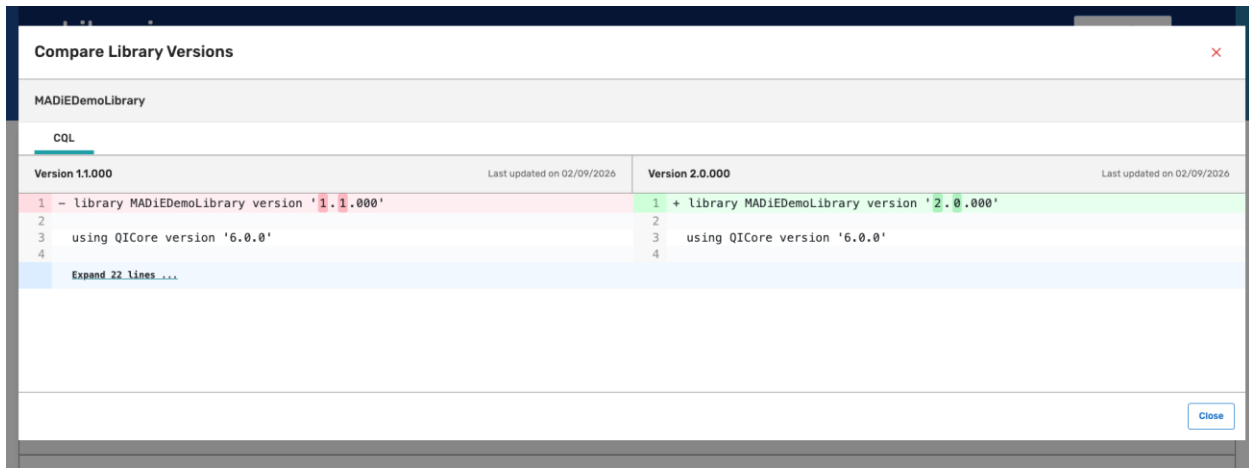 Compare Library Versions
MADiEDemoLibrary
CQL
Version 1.1.000 Last updated on 02/09/2026 Version 2.0.000 Last updated on 02/09/2026
1 - library MADiEDemoLibrary version '1.1.000' 1 + library MADiEDemoLibrary version '2.0.000'
2 2
3 using QICore version '6.0.0' 3 using QICore version '6.0.0'
4 4
Expand 22 lines ...
Close